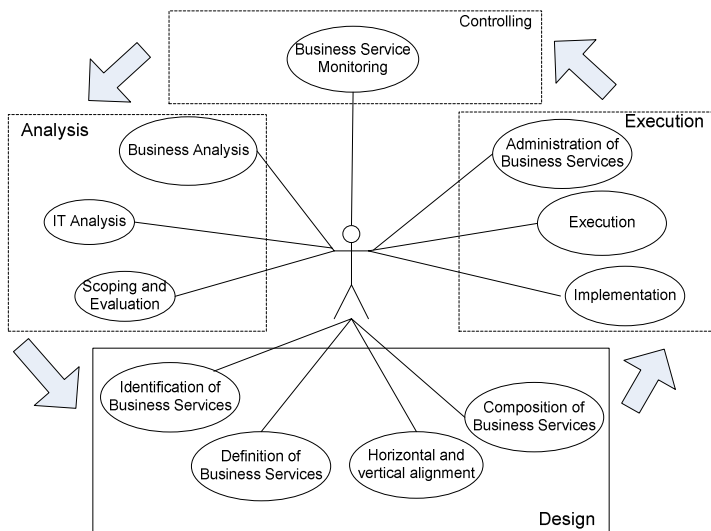 Controlling
Business Service
Monitoring
Analysis
Business Analysis
IT Analysis
Scoping and
Evaluation
Execution
Administration of
Business Services
Execution
Implementation
Identification of
Business Services
Definition of
Business Services
Horizontal and
vertical alignment
Composition of
Business Services
Design